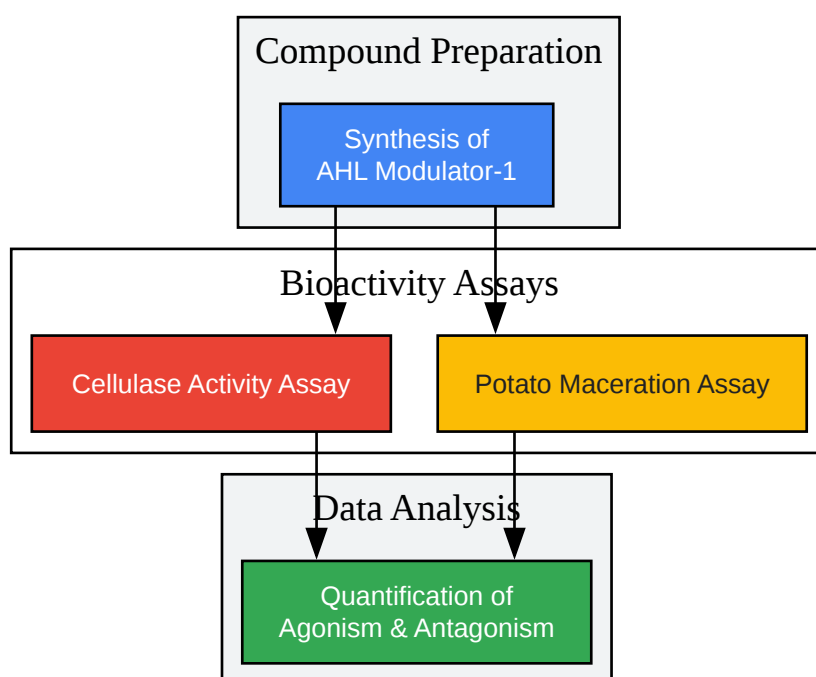 Compound Preparation
Synthesis of
AHL Modulator-1
Bioactivity Assays
Cellulase Activity Assay
Potato Maceration Assay
Data Analysis
Quantification of
Agonism & Antagonism